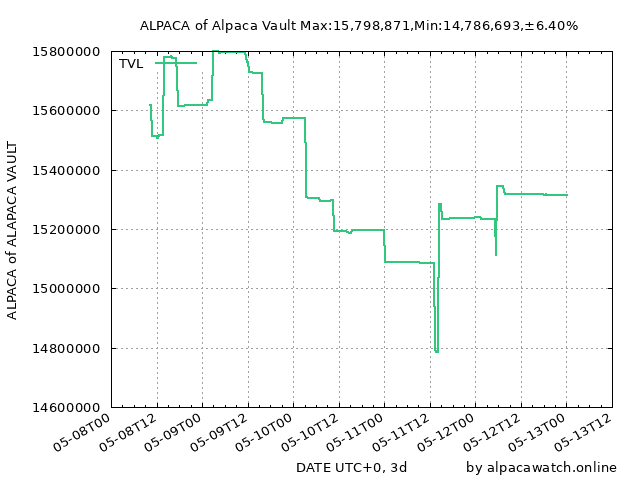 ALPACA of Alpaca Vault Max:15,798,871,Min:14,786,693,±6.40%
TVL
ALPACA of ALAPACA VAULT
15800000
15600000
15400000
15200000
15000000
14800000
14600000
05-08T00
05-08T12
05-09T00
05-09T12
05-10T00
05-10T12
05-11T00
05-11T12
05-12T00
05-12T12
05-13T00
05-13T12
DATE UTC+0, 3d
by alpacawatch.online